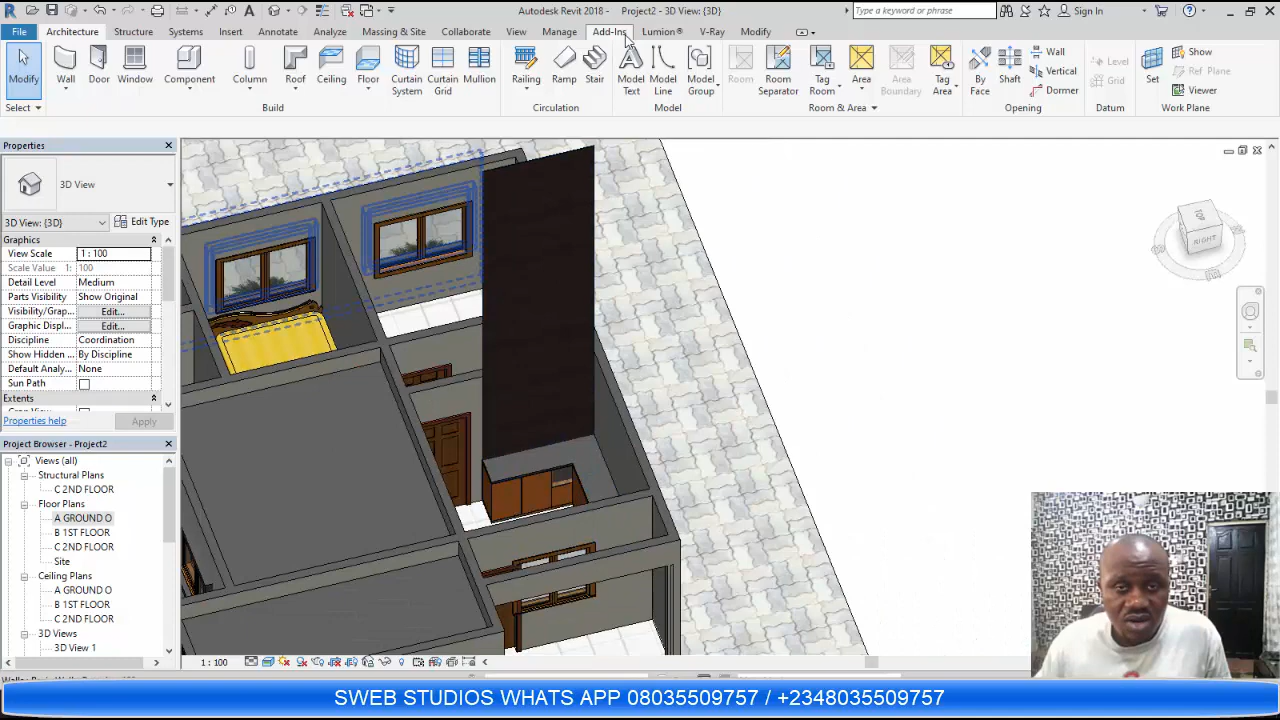 Autodesk Revit 2018 - Project2 - 3D View: {3D}
Type a keyword or phrase
Sign In
File Architecture Structure Systems Insert Annotate Analyze Massing & Site Collaborate View Manage Add-Ins Lumion® V-Ray Modify
Modify Wall Door Window Component Column Roof Ceiling Floor Curtain System Curtain Grid Mullion Railing Ramp Stair Model Text Model Line Model Group Room Room Separator Tag Room Area Area Boundary Tag Area By Face Shaft Wall Vertical Dormer Level Grid Set Show Ref Plane Viewer
Select Build Circulation Model Room & Area Opening Datum Work Plane
Properties
3D View
3D View: {3D} Edit Type
Graphics
View Scale 1 : 100
Scale Value 1: 100
Detail Level Medium
Parts Visibility Show Original
Visibility/Grap... Edit...
Graphic Displ... Edit...
Discipline Coordination
Show Hidden ... By Discipline
Default Analy... None
Sun Path
Extents
Properties help Apply
Project Browser - Project2
Views (all)
Structural Plans
C 2ND FLOOR
Floor Plans
A GROUND O
B 1ST FLOOR
C 2ND FLOOR
Site
Ceiling Plans
A GROUND O
B 1ST FLOOR
C 2ND FLOOR
3D Views
3D View 1
TOP
RIGHT
1 : 100
SWEB STUDIOS WHATS APP 08035509757 / +2348035509757